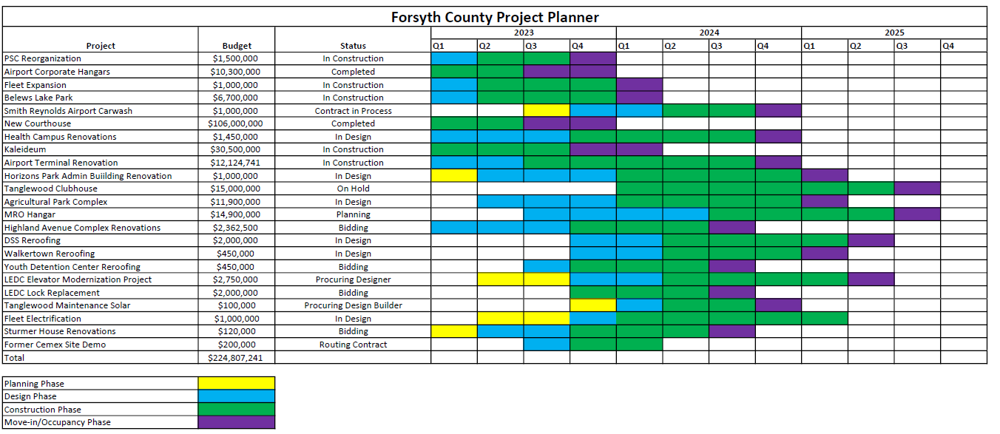 Forsyth County Project Planner
2023 2024 2025
Project Budget Status Q1 Q2 Q3 Q4 Q1 Q2 Q3 Q4 Q1 Q2 Q3 Q4
PSC Reorganization $1,500,000 In Construction
Airport Corporate Hangars $10,300,000 Completed
Fleet Expansion $1,000,000 In Construction
Belews Lake Park $6,700,000 In Construction
Smith Reynolds Airport Carwash $1,000,000 Contract in Process
New Courthouse $106,000,000 Completed
Health Campus Renovations $1,450,000 In Design
Kaleideum $30,500,000 In Construction
Airport Terminal Renovation $12,124,741 In Construction
Horizons Park Admin Buiilding Renovation $1,000,000 In Design
Tanglewood Clubhouse $15,000,000 On Hold
Agricultural Park Complex $11,900,000 In Design
MRO Hangar $14,900,000 Planning
Highland Avenue Complex Renovations $2,362,500 Bidding
DSS Reroofing $2,000,000 In Design
Walkertown Reroofing $450,000 In Design
Youth Detention Center Reroofing $450,000 Bidding
LEDC Elevator Modernization Project $2,750,000 Procuring Designer
LEDC Lock Replacement $2,000,000 Bidding
Tanglewood Maintenance Solar $100,000 Procuring Design Builder
Fleet Electrification $1,000,000 In Design
Sturmer House Renovations $120,000 Bidding
Former Cemex Site Demo $200,000 Routing Contract
Total $224,807,241
Planning Phase
Design Phase
Construction Phase
Move-in/Occupancy Phase